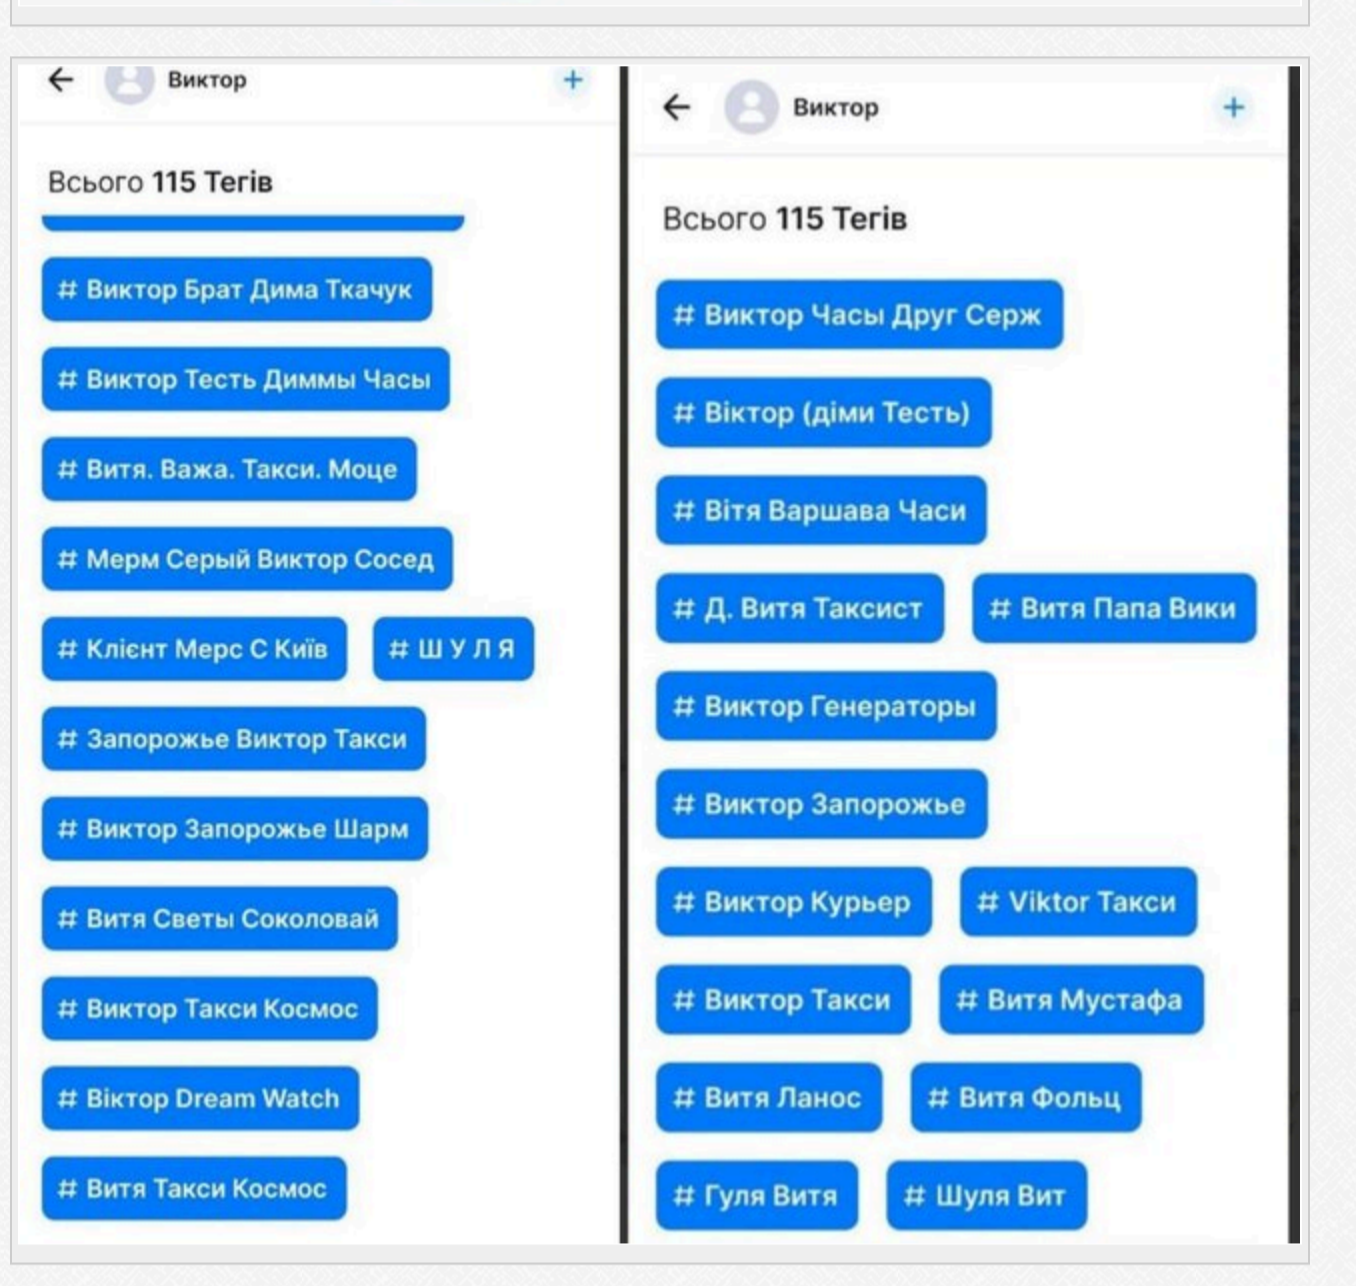 Виктор
Всього 115 Тегів
# Виктор Брат Дима Ткачук
# Виктор Тесть Диммы Часы
# Витя. Важа. Такси. Моце
# Мерм Серый Виктор Сосед
# Клієнт Мерс С Київ # Ш У Л Я
# Запорожье Виктор Такси
# Виктор Запорожье Шарм
# Витя Светы Соколовай
# Виктор Такси Космос
# Віктор Dream Watch
# Витя Такси Космос
Виктор
Всього 115 Тегів
# Виктор Часы Друг Серж
# Віктор (діми Тесть)
# Вітя Варшава Часи
# Д. Витя Таксист # Витя Папа Вики
# Виктор Генераторы
# Виктор Запорожье
# Виктор Курьер # Viktor Такси
# Виктор Такси # Витя Мустафа
# Витя Ланос # Витя Фольц
# Гуля Витя # Шуля Вит